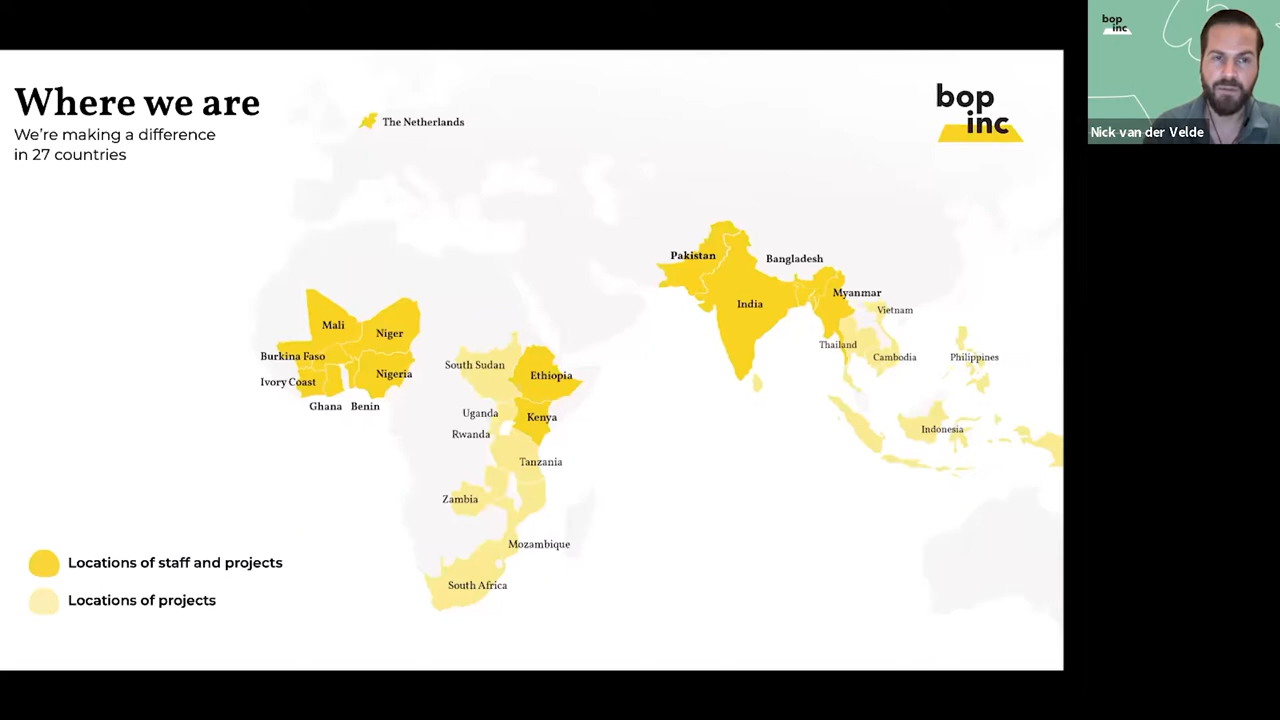 Where we are
We're making a difference
in 27 countries
The Netherlands
bop
inc
bop
inc
Nick van der Velde
Pakistan
Bangladesh
India
Myanmar
Vietnam
Thailand
Cambodia
Philippines
Indonesia
Mali
Niger
Burkina Faso
Nigeria
Ivory Coast
Ghana
Benin
South Sudan
Ethiopia
Uganda
Kenya
Rwanda
Tanzania
Zambia
Mozambique
South Africa
Locations of staff and projects
Locations of projects